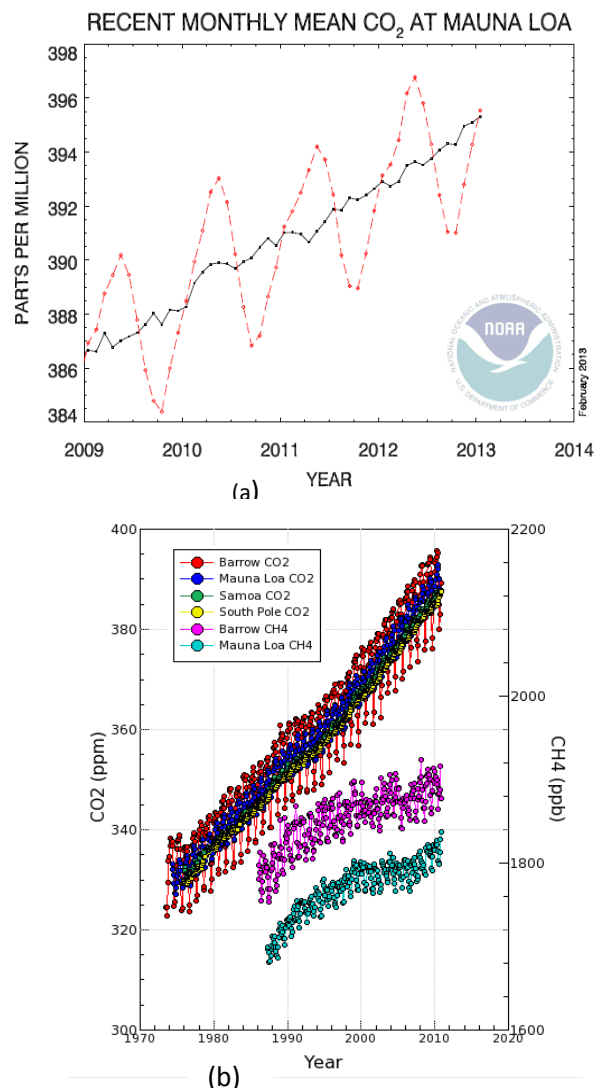 RECENT MONTHLY MEAN CO2 AT MAUNA LOA
398
396
394
392
390
388
386
384
PARTS PER MILLION
2009
2010
2011
2012
2013
2014
YEAR
NATIONAL OCEANIC AND ATMOSPHERIC ADMINISTRATION
NOAA
U.S. DEPARTMENT OF COMMERCE
February 2013
(a)
400
380
360
340
320
300
CO2 (ppm)
Barrow CO2
Mauna Loa CO2
Samoa CO2
South Pole CO2
Barrow CH4
Mauna Loa CH4
2200
2000
1800
1600
CH4 (ppb)
1970
1980
1990
2000
2010
2020
Year
(b)